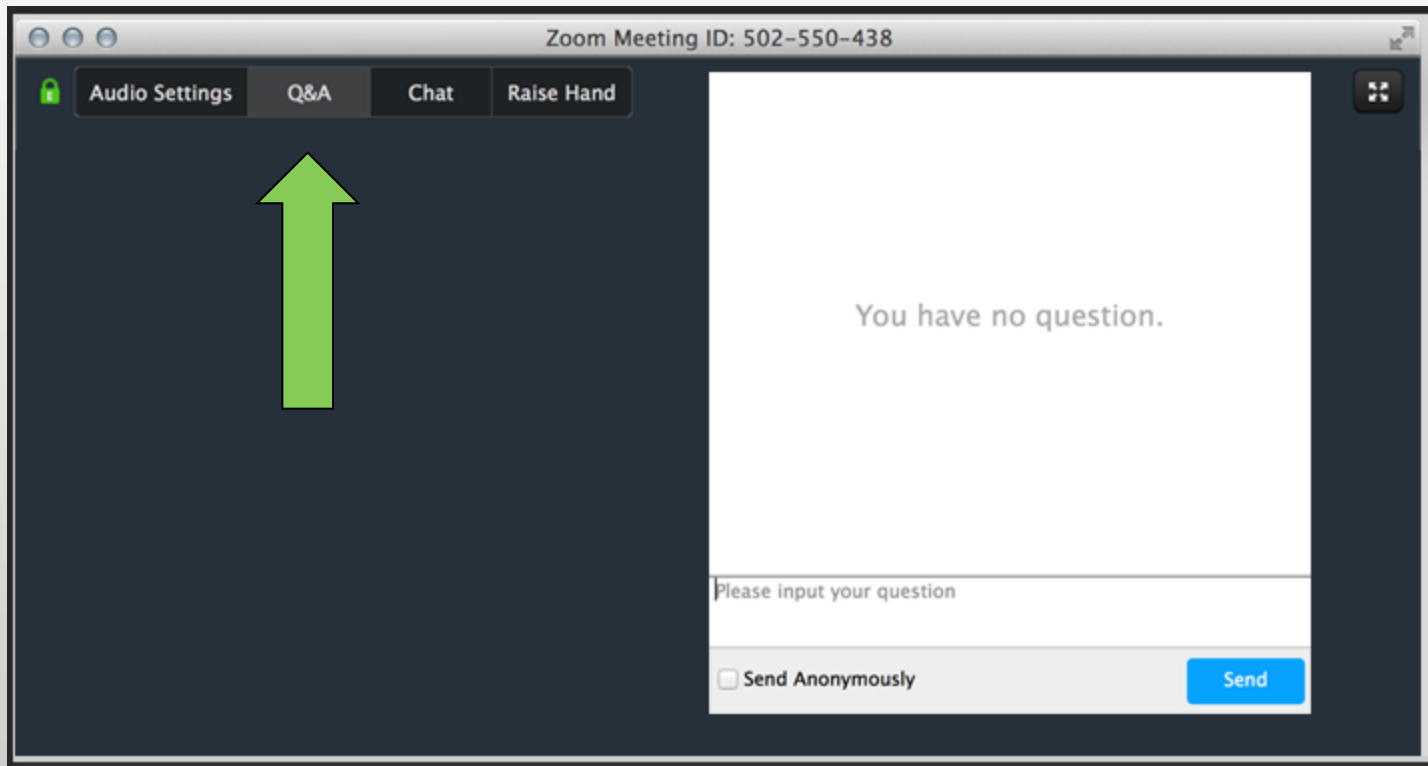 Zoom Meeting ID: 502-550-438
Audio Settings Q&A Chat Raise Hand
You have no question.
Please input your question
Send Anonymously Send